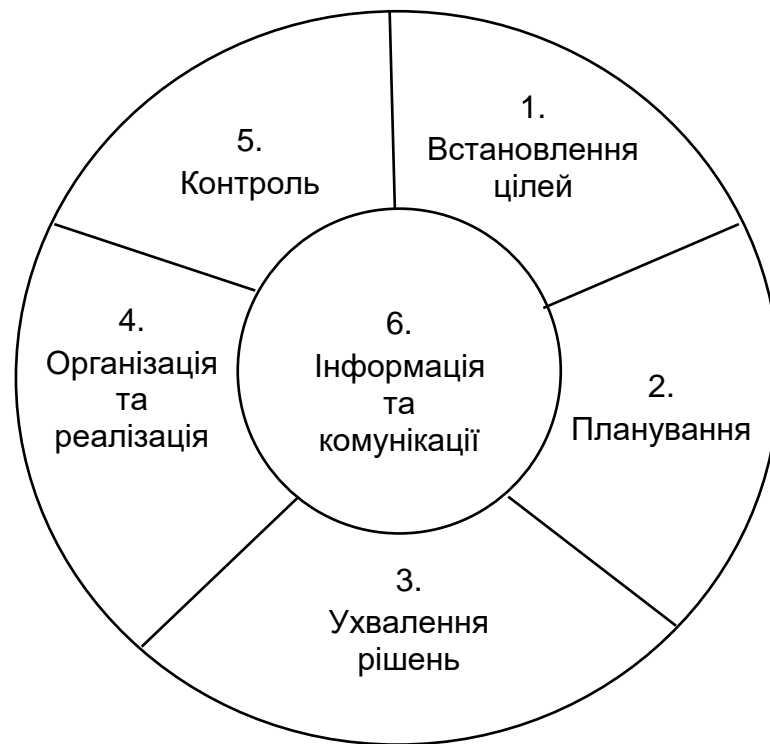 1.
Встановлення
цілей
2.
Планування
3.
Ухвалення
рішень
4.
Організація
та
реалізація
5.
Контроль
6.
Інформація
та
комунікації